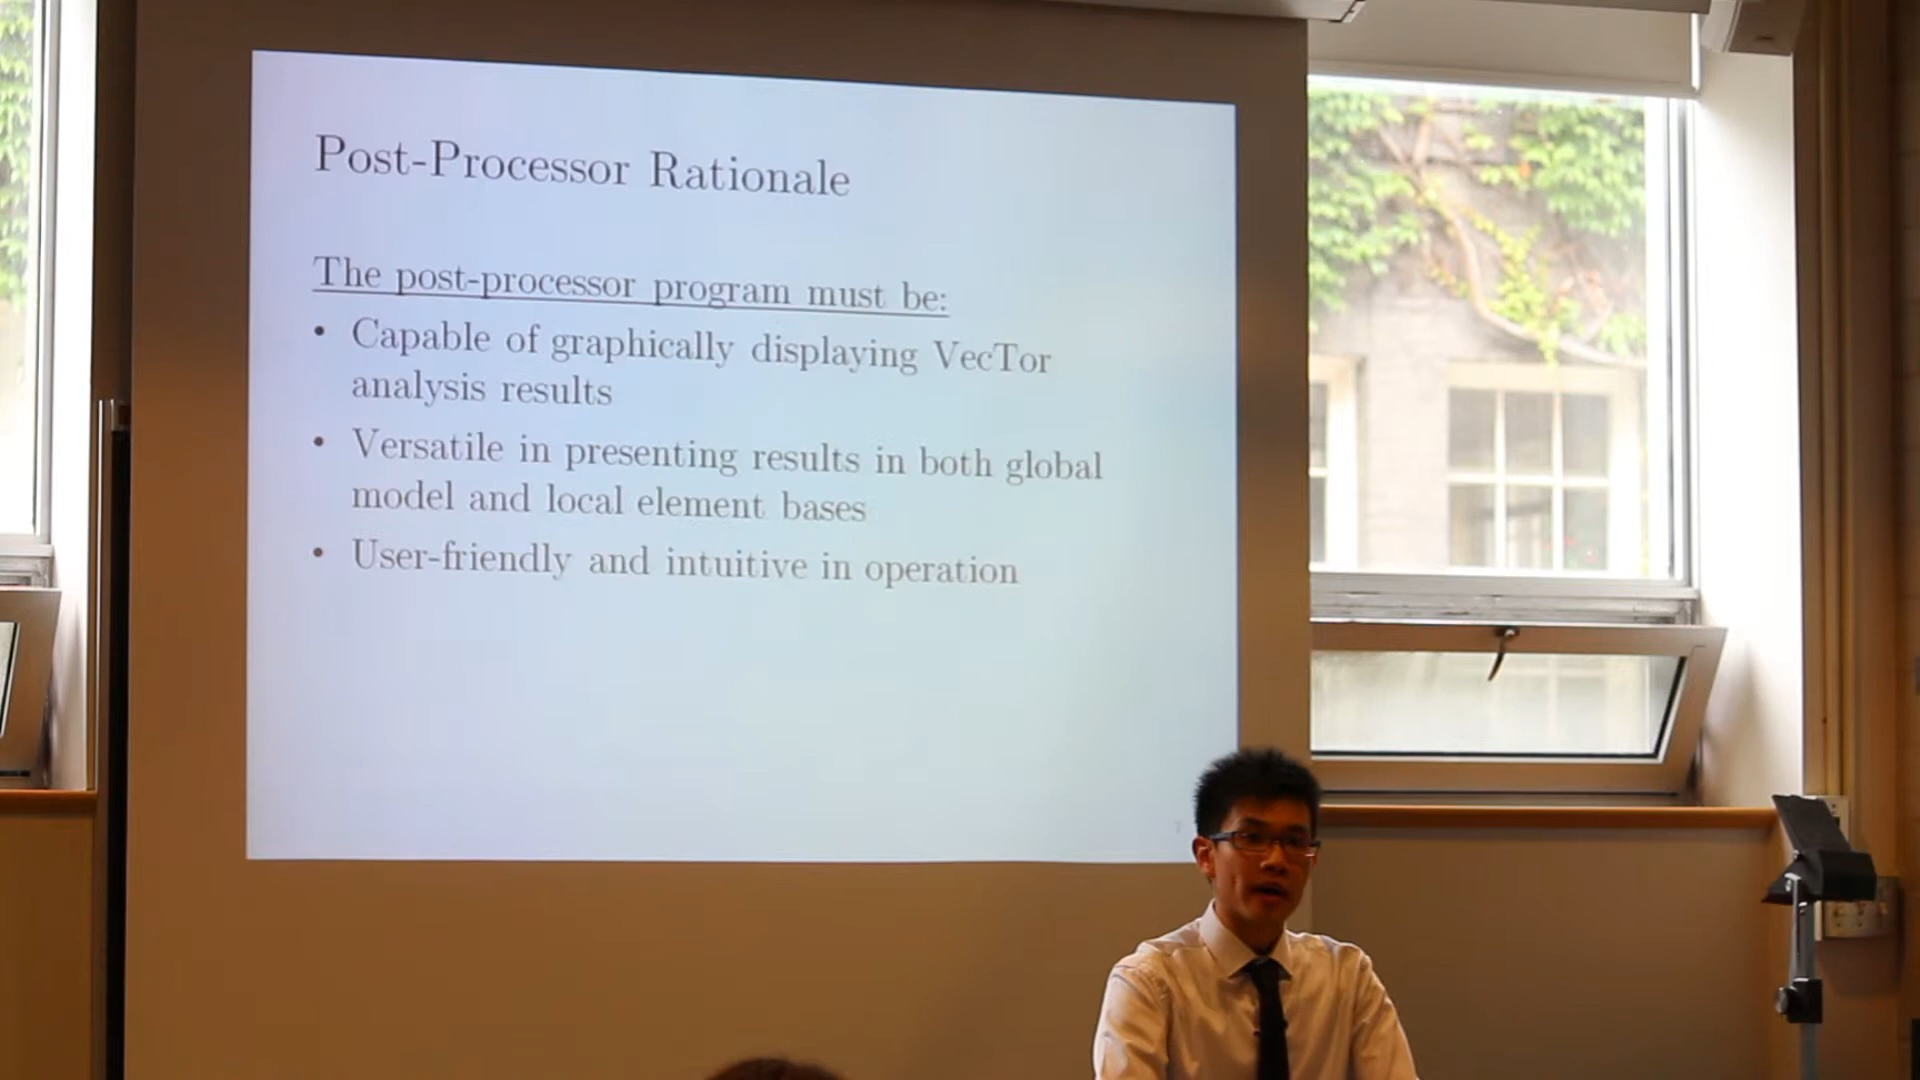 Post-Processor Rationale
The post-processor program must be:
• Capable of graphically displaying VecTor
analysis results
• Versatile in presenting results in both global
model and local element bases
• User-friendly and intuitive in operation
7